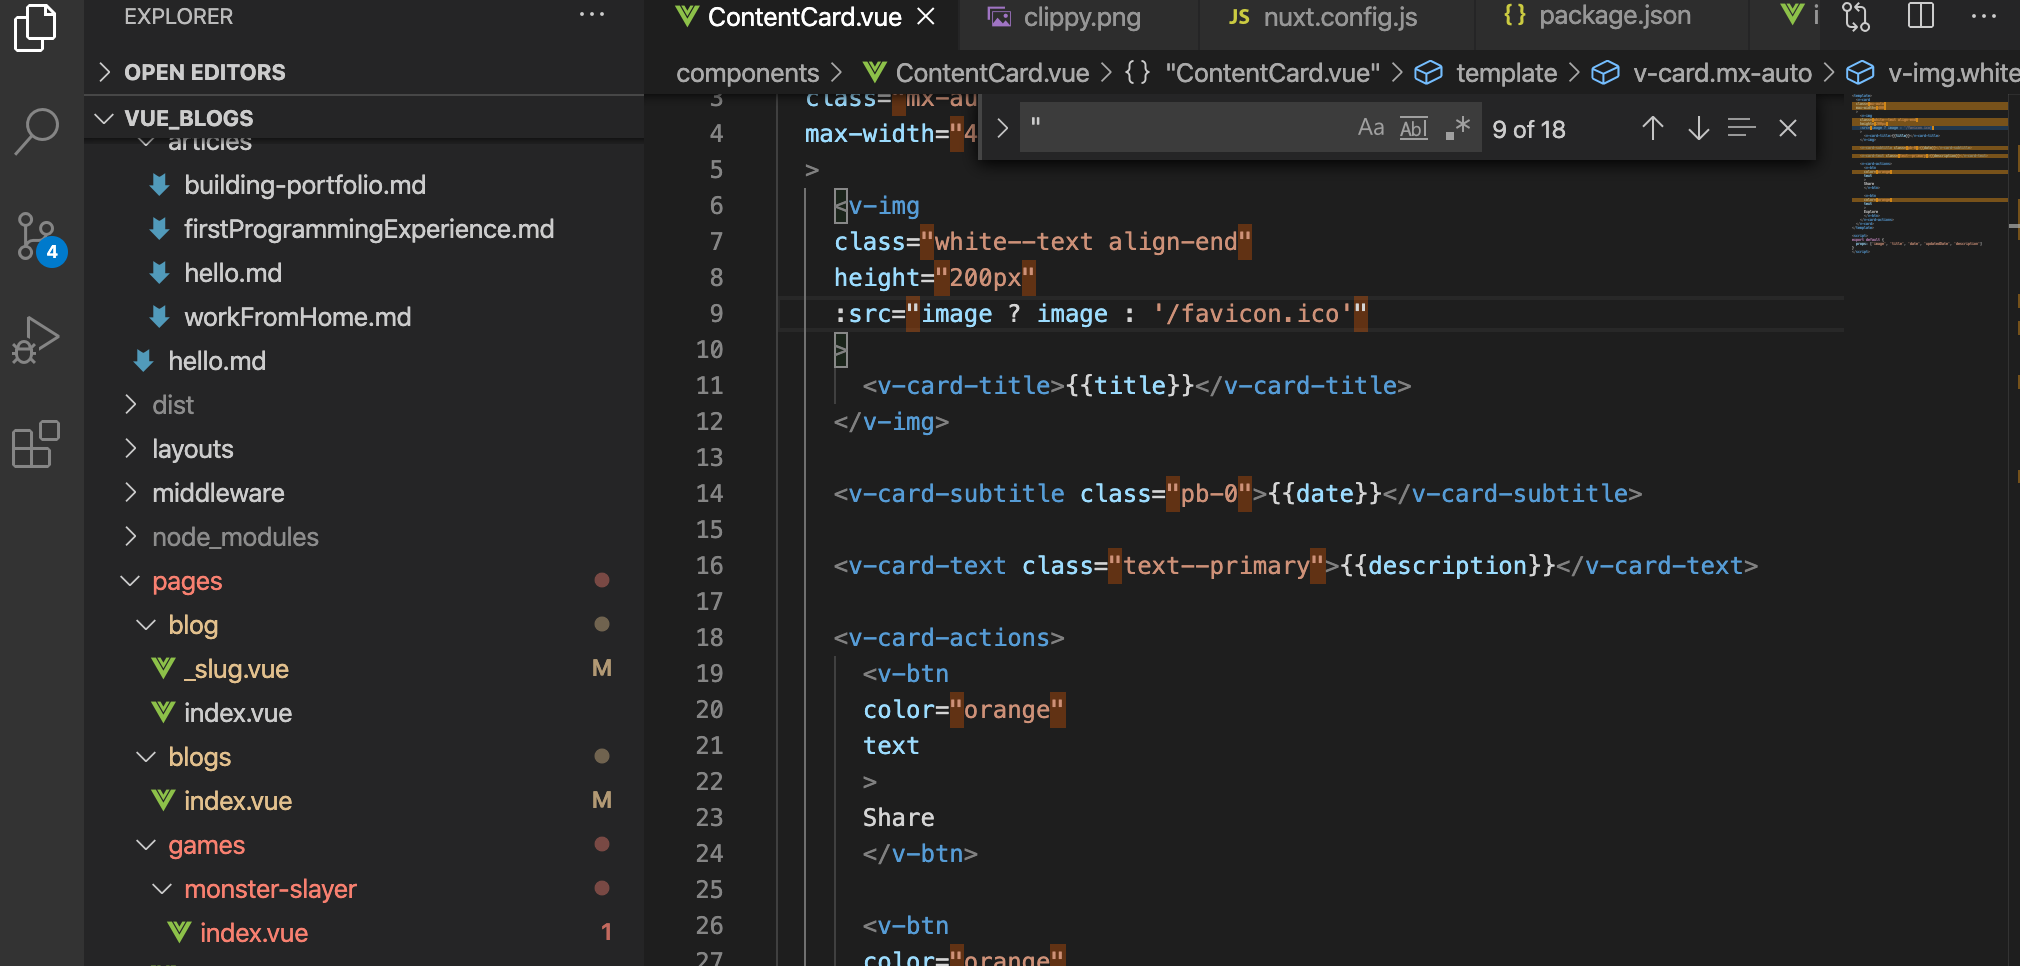 EXPLORER
OPEN EDITORS
VUE_BLOGS
articles
building-portfolio.md
firstProgrammingExperience.md
hello.md
workFromHome.md
hello.md
dist
layouts
middleware
node_modules
pages
blog
_slug.vue M
index.vue
blogs
index.vue M
games
monster-slayer
index.vue 1
4
ContentCard.vue clippy.png JS nuxt.config.js {} package.json i
components > ContentCard.vue > {} "ContentCard.vue" > template > v-card.mx-auto > v-img.white
" Aa Abl .* 9 of 18
3 class="mx-au
4 max-width="4
5 >
6 <v-img
7 class="white--text align-end"
8 height="200px"
9 :src="image ? image : '/favicon.ico'"
10 >
11 <v-card-title>{{title}}</v-card-title>
12 </v-img>
13
14 <v-card-subtitle class="pb-0">{{date}}</v-card-subtitle>
15
16 <v-card-text class="text--primary">{{description}}</v-card-text>
17
18 <v-card-actions>
19 <v-btn
20 color="orange"
21 text
22 >
23 Share
24 </v-btn>
25
26 <v-btn
27 color="orange"